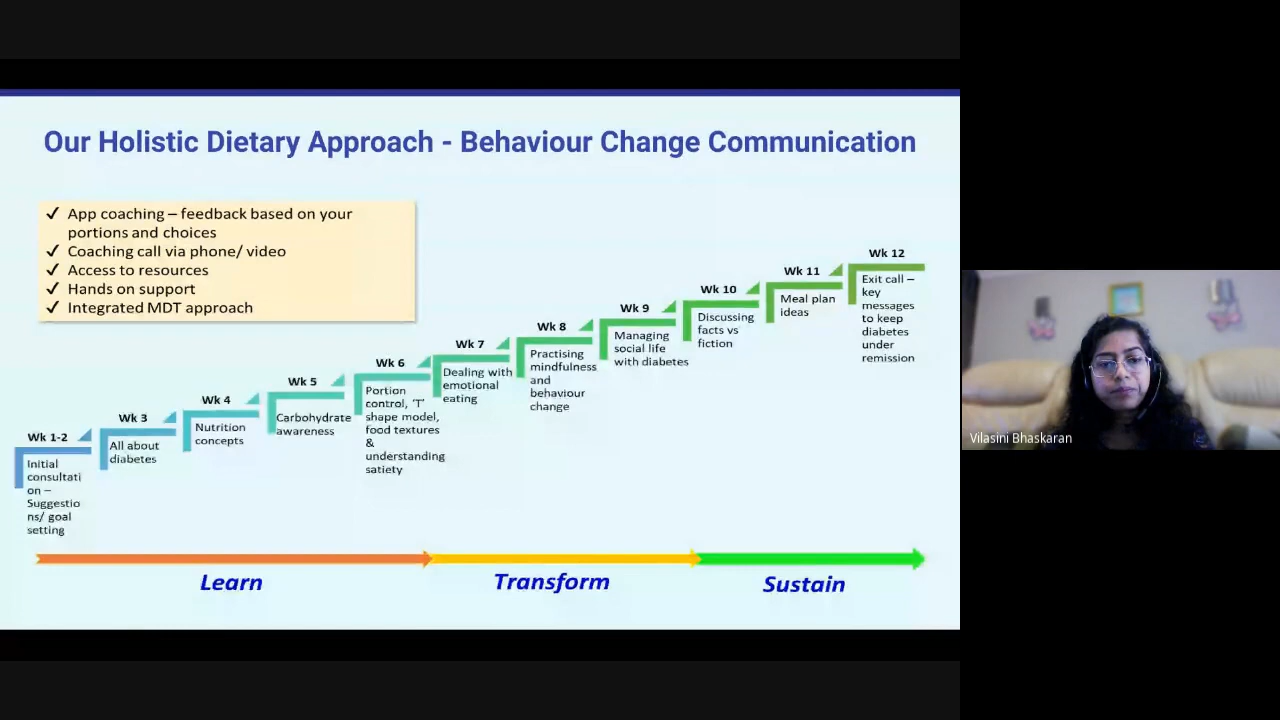 Our Holistic Dietary Approach - Behaviour Change Communication
✓ App coaching – feedback based on your
portions and choices
✓ Coaching call via phone/ video
✓ Access to resources
✓ Hands on support
✓ Integrated MDT approach
Wk 1-2
Initial
consultati
on –
Suggestio
ns/ goal
setting
Wk 3
All about
diabetes
Wk 4
Nutrition
concepts
Wk 5
Carbohydrate
awareness
Wk 6
Portion
control, ‘T’
shape model,
food textures
&
understanding
satiety
Wk 7
Dealing with
emotional
eating
Wk 8
Practising
mindfulness
and
behaviour
change
Wk 9
Managing
social life
with diabetes
Wk 10
Discussing
facts vs
fiction
Wk 11
Meal plan
ideas
Wk 12
Exit call –
key
messages
to keep
diabetes
under
remission
Learn
Transform
Sustain
Vilasini Bhaskaran